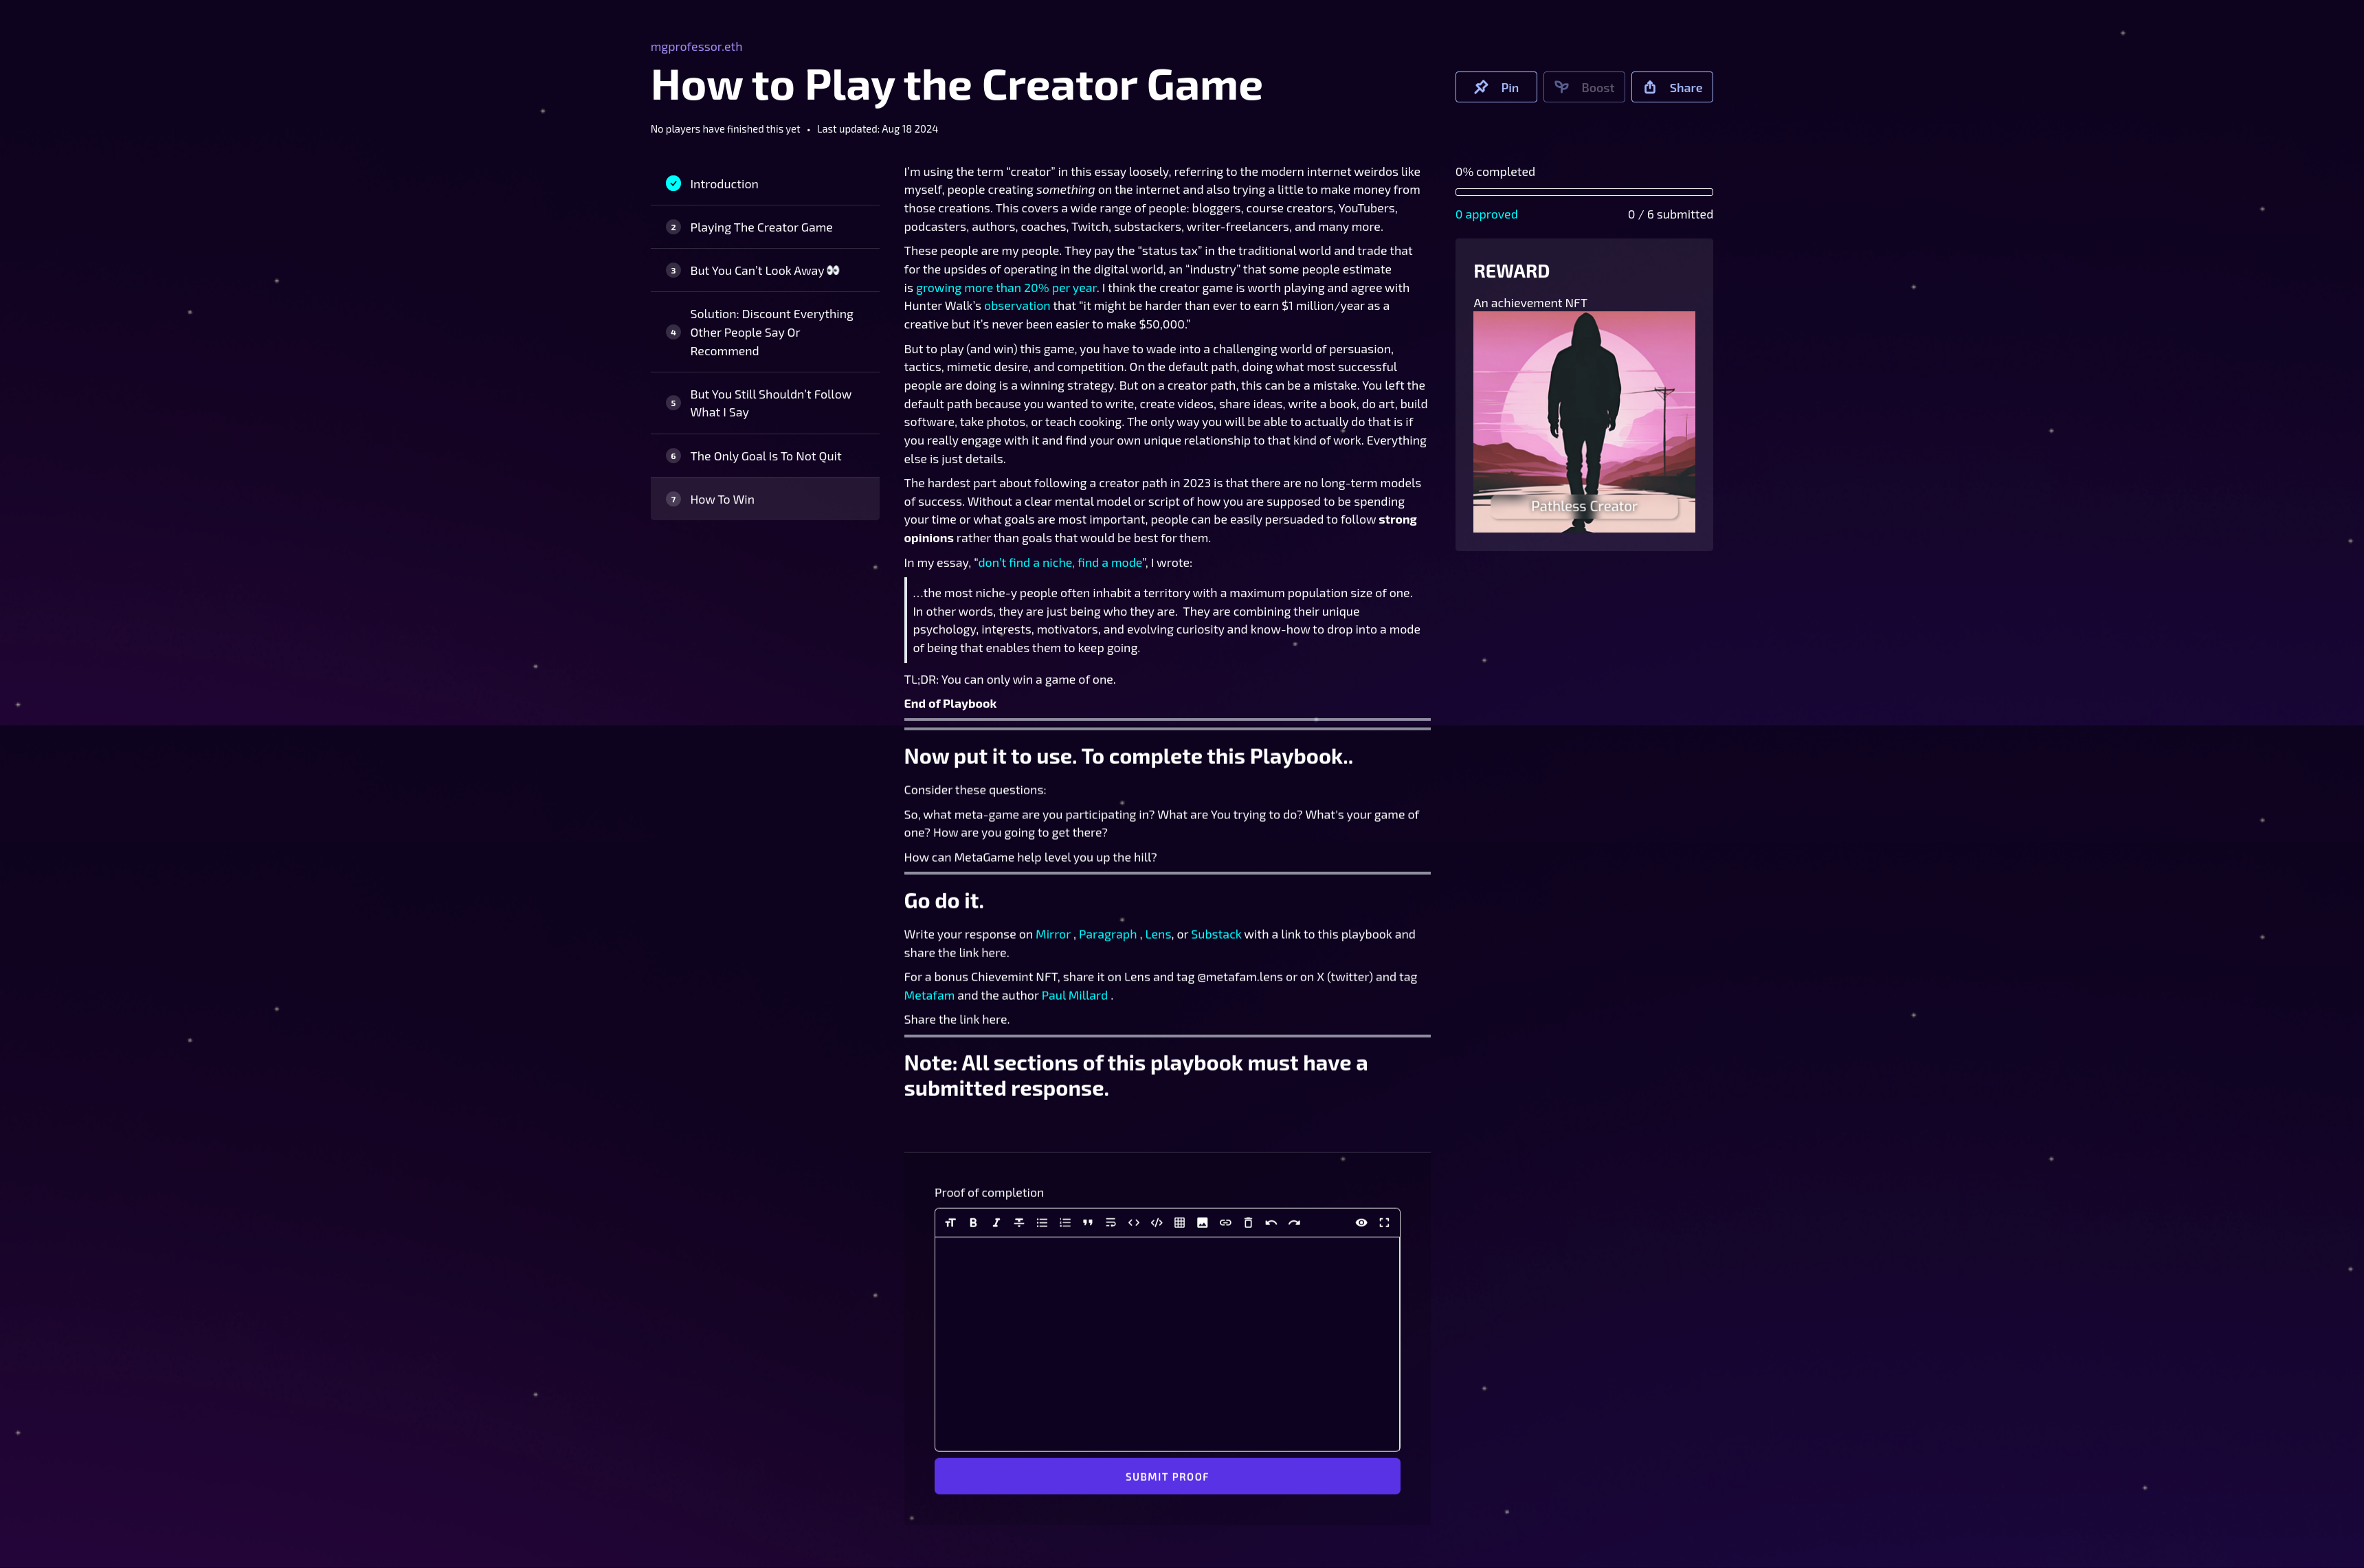 mgprofessor.eth
How to Play the Creator Game
Pin
Boost
Share
No players have finished this yet • Last updated: Aug 18 2024
Introduction
2 Playing The Creator Game
3 But You Can't Look Away 👀
4 Solution: Discount Everything
Other People Say Or
Recommend
5 But You Still Shouldn't Follow
What I Say
6 The Only Goal Is To Not Quit
7 How To Win
I'm using the term “creator” in this essay loosely, referring to the modern internet weirdos like
myself, people creating something on the internet and also trying a little to make money from
those creations. This covers a wide range of people: bloggers, course creators, YouTubers,
podcasters, authors, coaches, Twitch, substackers, writer-freelancers, and many more.
These people are my people. They pay the “status tax” in the traditional world and trade that
for the upsides of operating in the digital world, an “industry” that some people estimate
is growing more than 20% per year. I think the creator game is worth playing and agree with
Hunter Walk's observation that “it might be harder than ever to earn $1 million/year as a
creative but it's never been easier to make $50,000.”
But to play (and win) this game, you have to wade into a challenging world of persuasion,
tactics, mimetic desire, and competition. On the default path, doing what most successful
people are doing is a winning strategy. But on a creator path, this can be a mistake. You left the
default path because you wanted to write, create videos, share ideas, write a book, do art, build
software, take photos, or teach cooking. The only way you will be able to actually do that is if
you really engage with it and find your own unique relationship to that kind of work. Everything
else is just details.
The hardest part about following a creator path in 2023 is that there are no long-term models
of success. Without a clear mental model or script of how you are supposed to be spending
your time or what goals are most important, people can be easily persuaded to follow strong
opinions rather than goals that would be best for them.
In my essay, “don't find a niche, find a mode”, I wrote:
…the most niche-y people often inhabit a territory with a maximum population size of one.
In other words, they are just being who they are.  They are combining their unique
psychology, interests, motivators, and evolving curiosity and know-how to drop into a mode
of being that enables them to keep going.
TL;DR: You can only win a game of one.
End of Playbook
Now put it to use. To complete this Playbook..
Consider these questions:
So, what meta-game are you participating in? What are You trying to do? What's your game of
one? How are you going to get there?
How can MetaGame help level you up the hill?
Go do it.
Write your response on Mirror , Paragraph , Lens, or Substack with a link to this playbook and
share the link here.
For a bonus Chievemint NFT, share it on Lens and tag @metafam.lens or on X (twitter) and tag
Metafam and the author Paul Millard .
Share the link here.
Note: All sections of this playbook must have a
submitted response.
Proof of completion
SUBMIT PROOF
0% completed
0 approved
0 / 6 submitted
REWARD
An achievement NFT
Pathless Creator